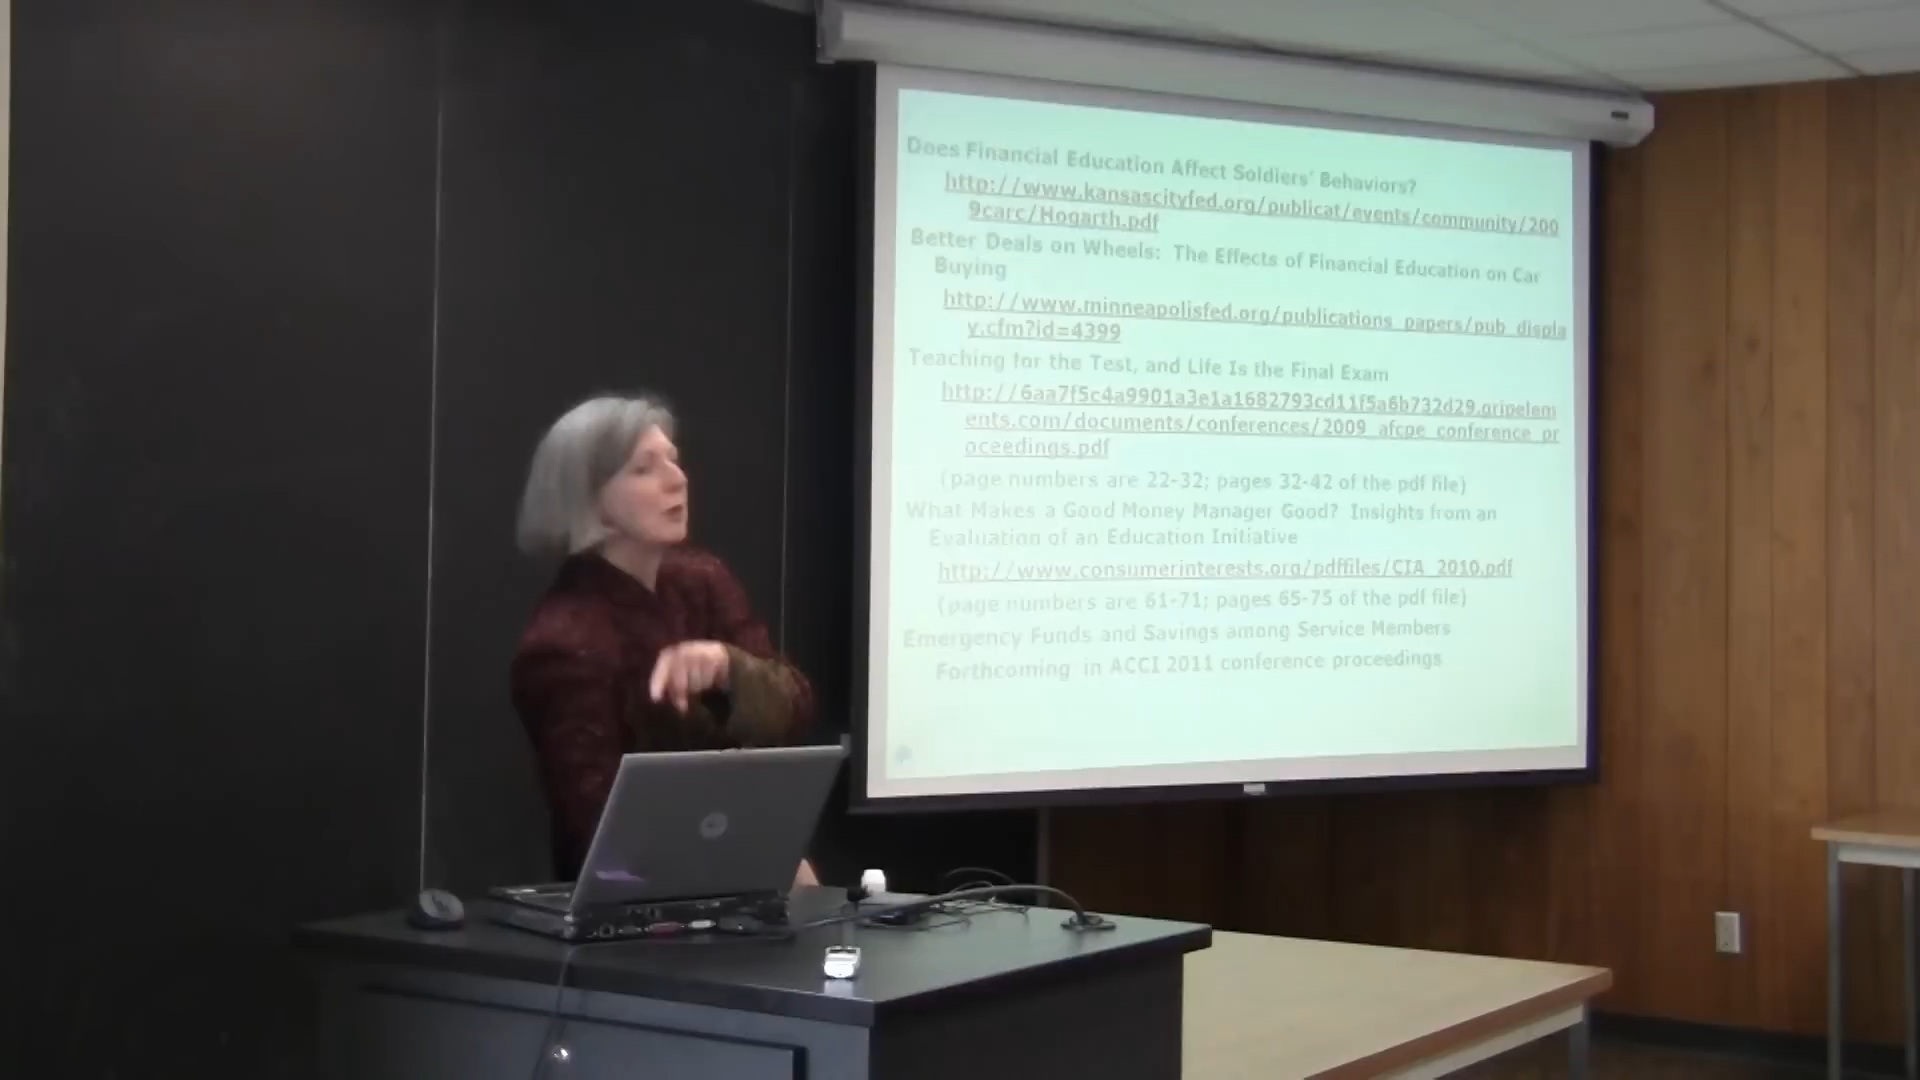 Does Financial Education Affect Soldiers' Behaviors?
http://www.kansascityfed.org/publicat/events/community/200
9carc/Hogarth.pdf
Better Deals on Wheels: The Effects of Financial Education on Car
Buying
http://www.minneapolisfed.org/publications_papers/pub_displa
y.cfm?id=4399
Teaching for the Test, and Life Is the Final Exam
http://6aa7f5c4a9901a3e1a1682793cd11f5a6b732d29.gripelem
ents.com/documents/conferences/2009_afcpe_conference_pr
oceedings.pdf
(page numbers are 22-32; pages 32-42 of the pdf file)
What Makes a Good Money Manager Good? Insights from an
Evaluation of an Education Initiative
http://www.consumerinterests.org/pdffiles/CIA_2010.pdf
(page numbers are 61-71; pages 65-75 of the pdf file)
Emergency Funds and Savings among Service Members
Forthcoming in ACCI 2011 conference proceedings